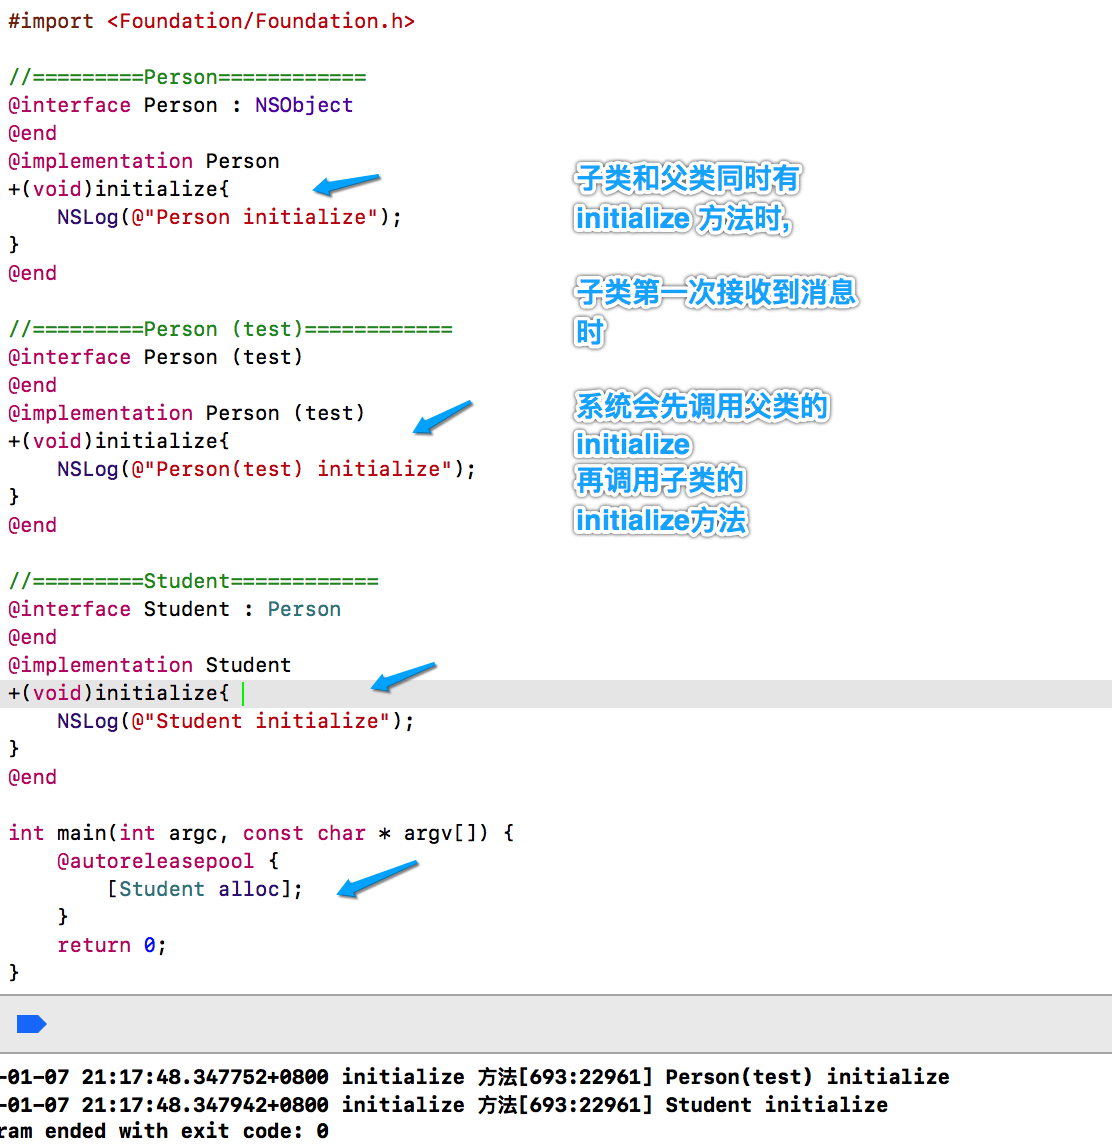 #import <Foundation/Foundation.h>
//=========Person============
@interface Person : NSObject
@end
@implementation Person
+(void)initialize{
    NSLog(@"Person initialize");
}
@end
子类和父类同时有
initialize 方法时,
子类第一次接收到消息
时
系统会先调用父类的
initialize
再调用子类的
initialize方法
//=========Person (test)============
@interface Person (test)
@end
@implementation Person (test)
+(void)initialize{
    NSLog(@"Person(test) initialize");
}
@end
//=========Student============
@interface Student : Person
@end
@implementation Student
+(void)initialize{
    NSLog(@"Student initialize");
}
@end
int main(int argc, const char * argv[]) {
    @autoreleasepool {
        [Student alloc];
    }
    return 0;
}
-01-07 21:17:48.347752+0800 initialize 方法[693:22961] Person(test) initialize
-01-07 21:17:48.347942+0800 initialize 方法[693:22961] Student initialize
ram ended with exit code: 0